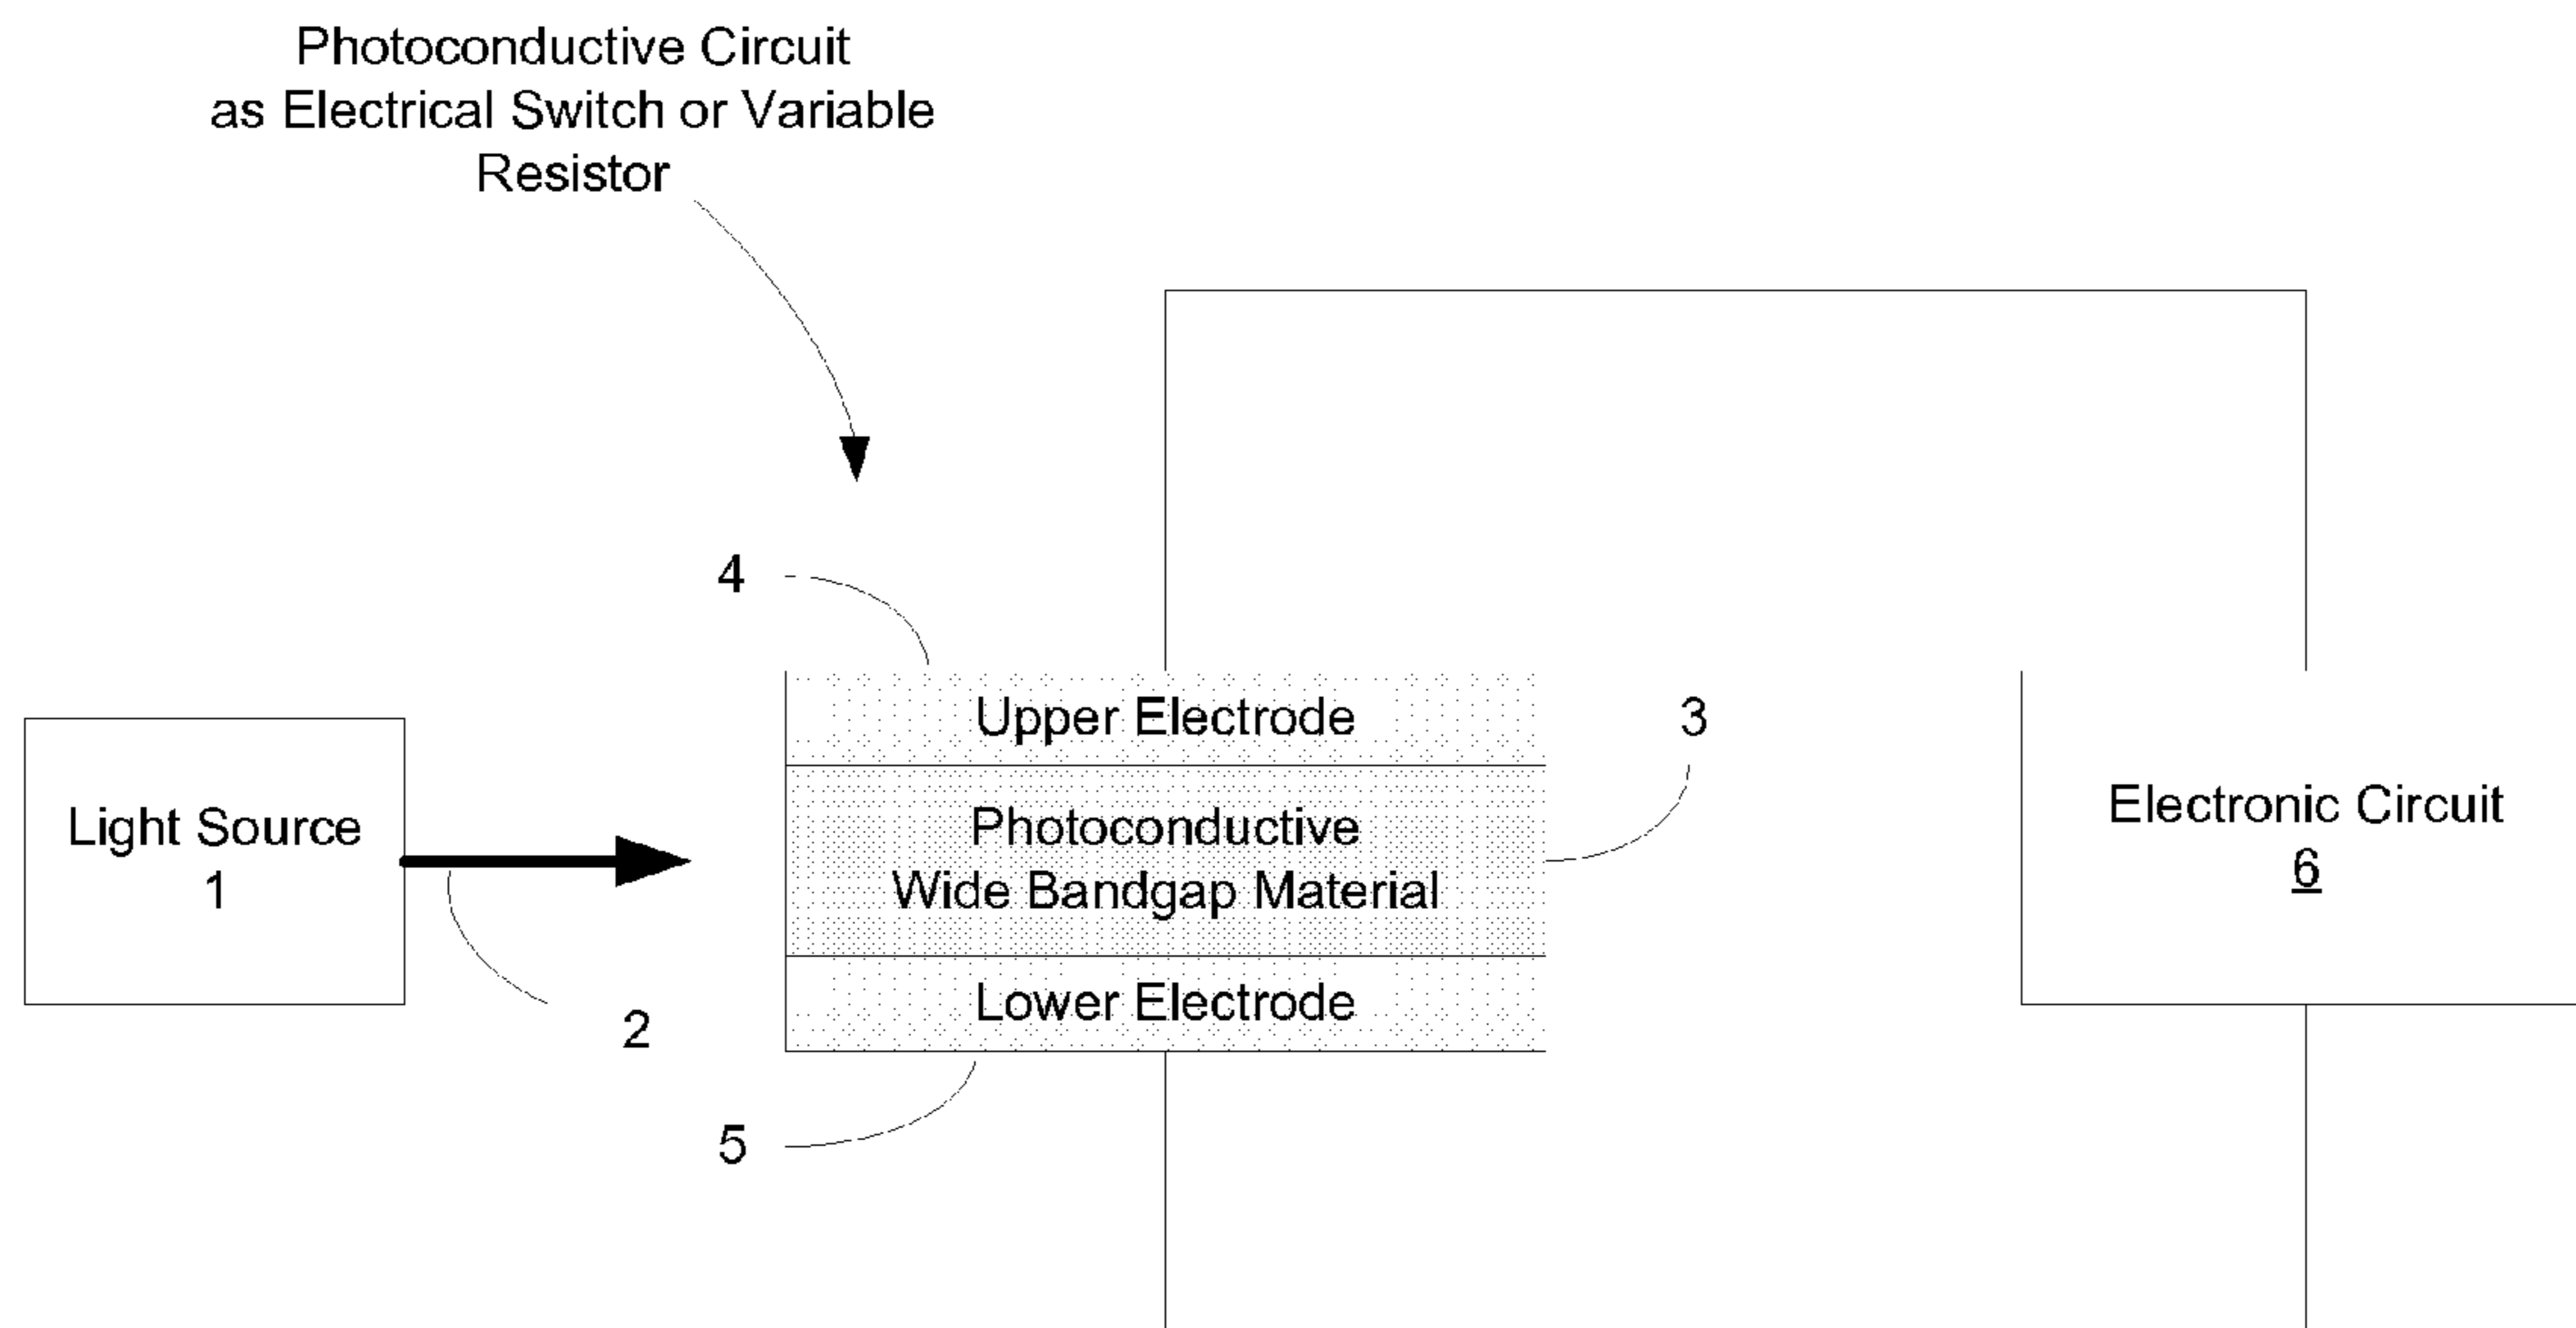 Photoconductive Circuit
as Electrical Switch or Variable
Resistor
4
Upper Electrode
3
Light Source
1
Photoconductive
Wide Bandgap Material
Electronic Circuit
6
2
Lower Electrode
5